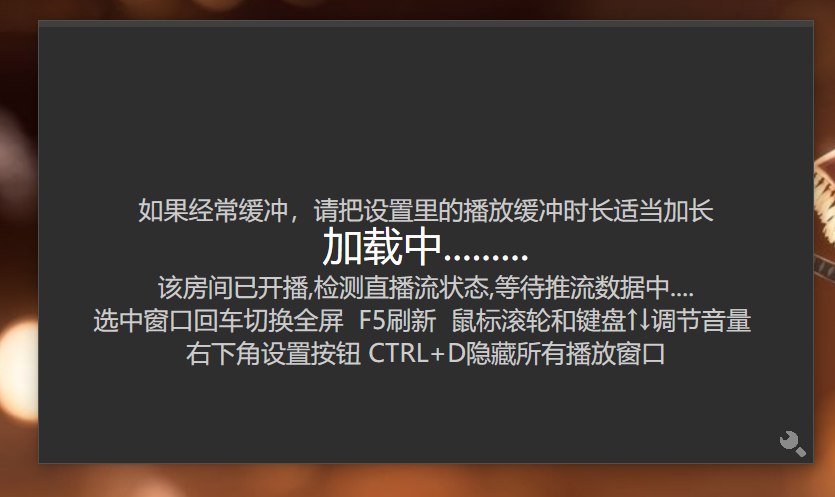 如果经常缓冲，请把设置里的播放缓冲时长适当加长
加载中.........
该房间已开播,检测直播流状态,等待推流数据中....
选中窗口回车切换全屏  F5刷新  鼠标滚轮和键盘↑↓调节音量
右下角设置按钮 CTRL+D隐藏所有播放窗口